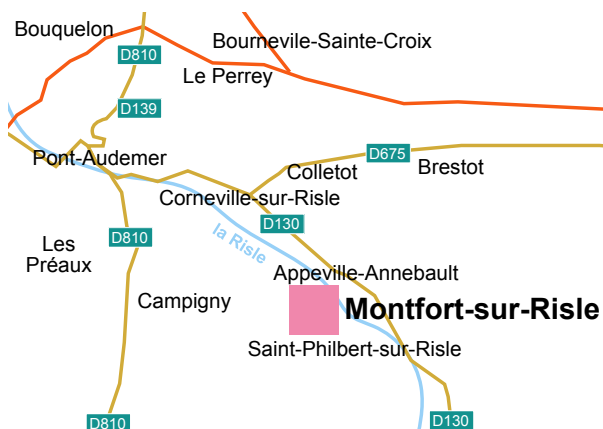 Bouquelon
Bourneville-Sainte-Croix
D810
Le Perrey
D139
Pont-Audemer
D675
Brestot
Colletot
Corneville-sur-Risle
D130
la Risle
D810
Les
Préaux
Appeville-Annebault
Campigny
Montfort-sur-Risle
Saint-Philbert-sur-Risle
D810
D130